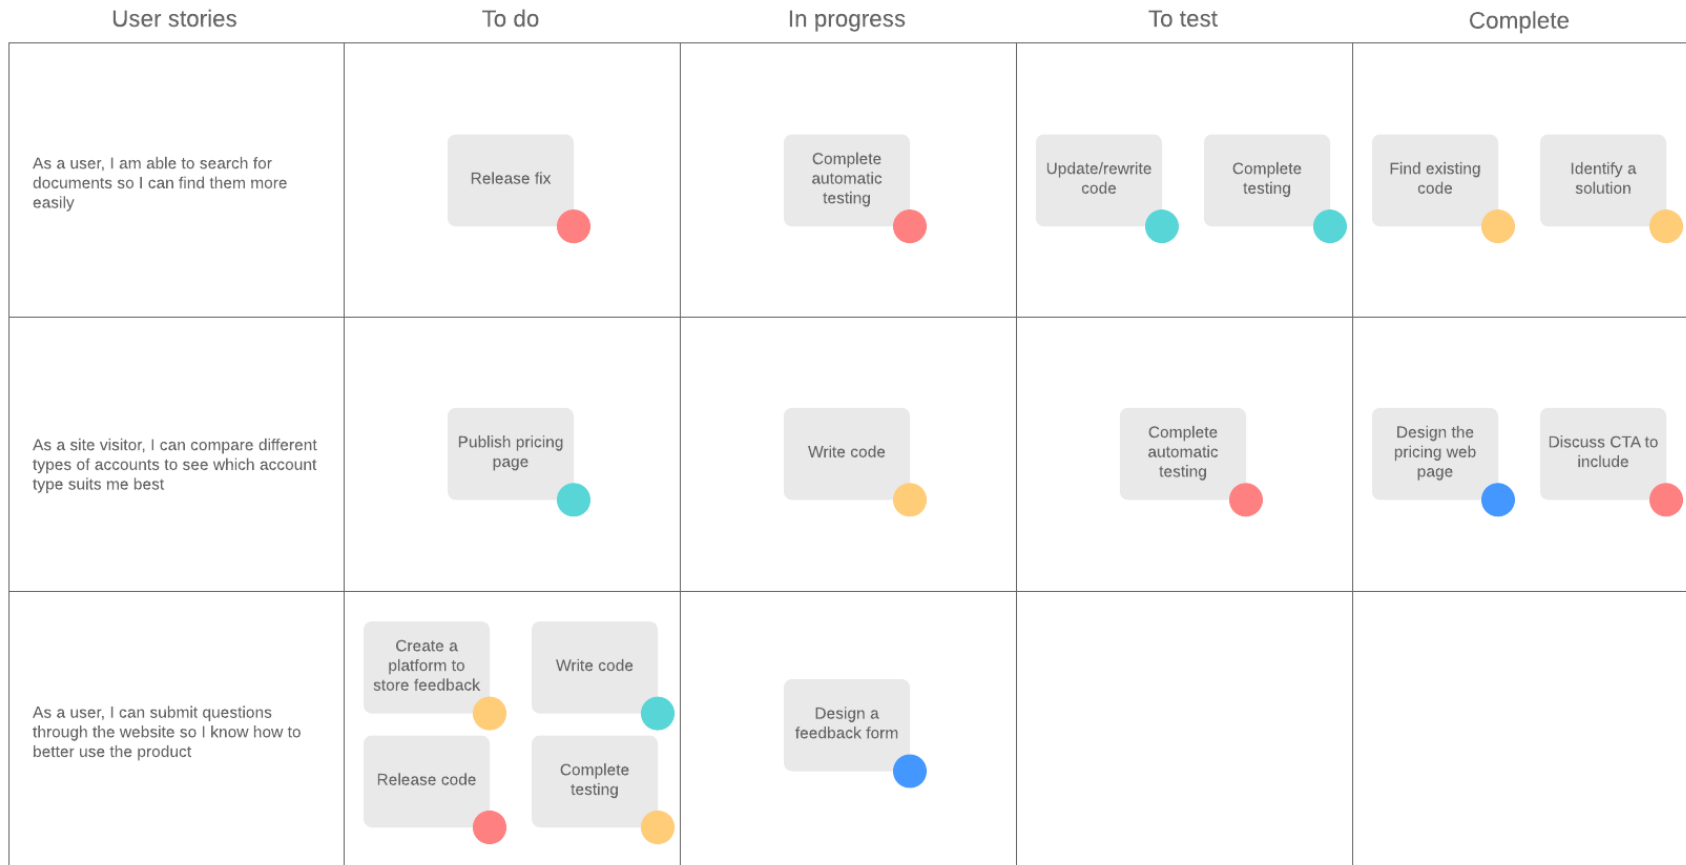 User stories
To do
In progress
To test
Complete
As a user, I am able to search for
documents so I can find them more
easily
Release fix
Complete
automatic
testing
Update/rewrite
code
Complete
testing
Find existing
code
Identify a
solution
As a site visitor, I can compare different
types of accounts to see which account
type suits me best
Publish pricing
page
Write code
Complete
automatic
testing
Design the
pricing web
page
Discuss CTA to
include
As a user, I can submit questions
through the website so I know how to
better use the product
Create a
platform to
store feedback
Write code
Release code
Complete
testing
Design a
feedback form